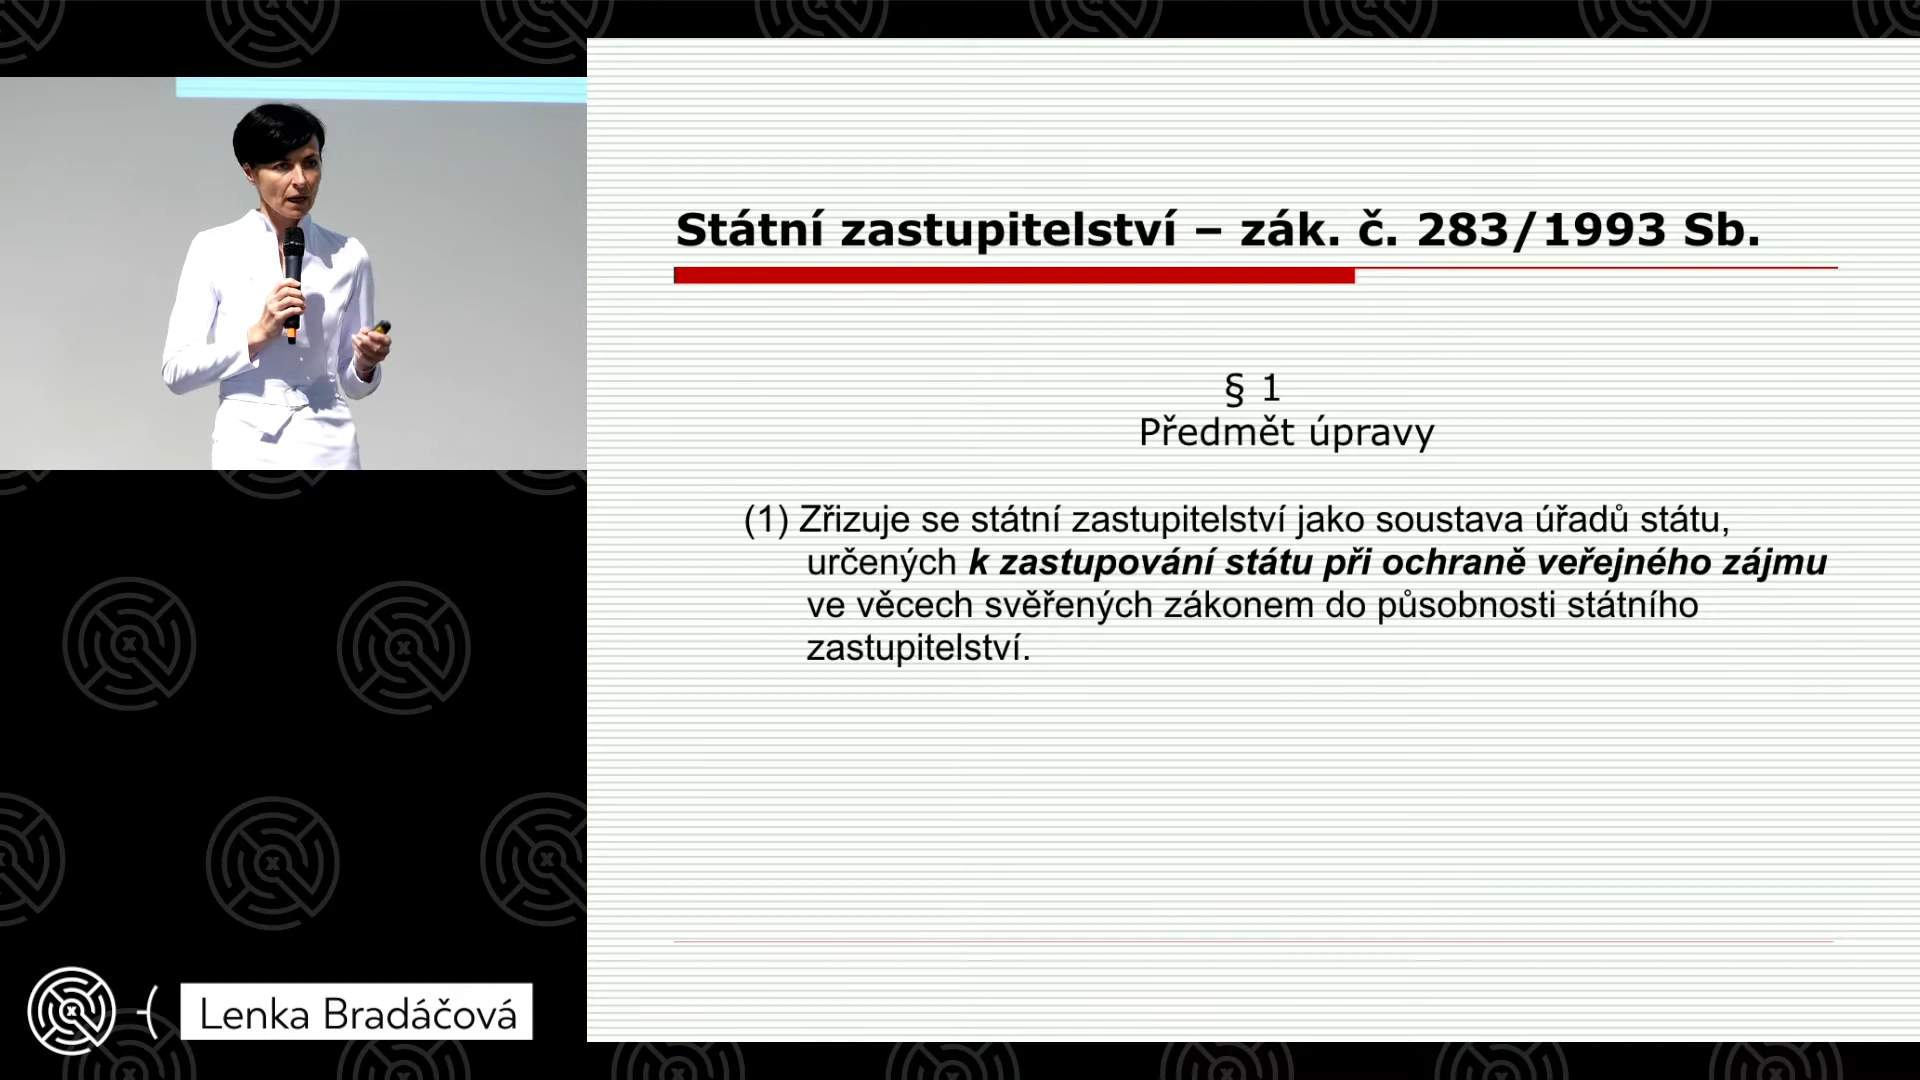 Státní zastupitelství – zák. č. 283/1993 Sb.
§ 1
Předmět úpravy
(1) Zřizuje se státní zastupitelství jako soustava úřadů státu,
určených k zastupování státu při ochraně veřejného zájmu
ve věcech svěřených zákonem do působnosti státního
zastupitelství.
Lenka Bradáčová